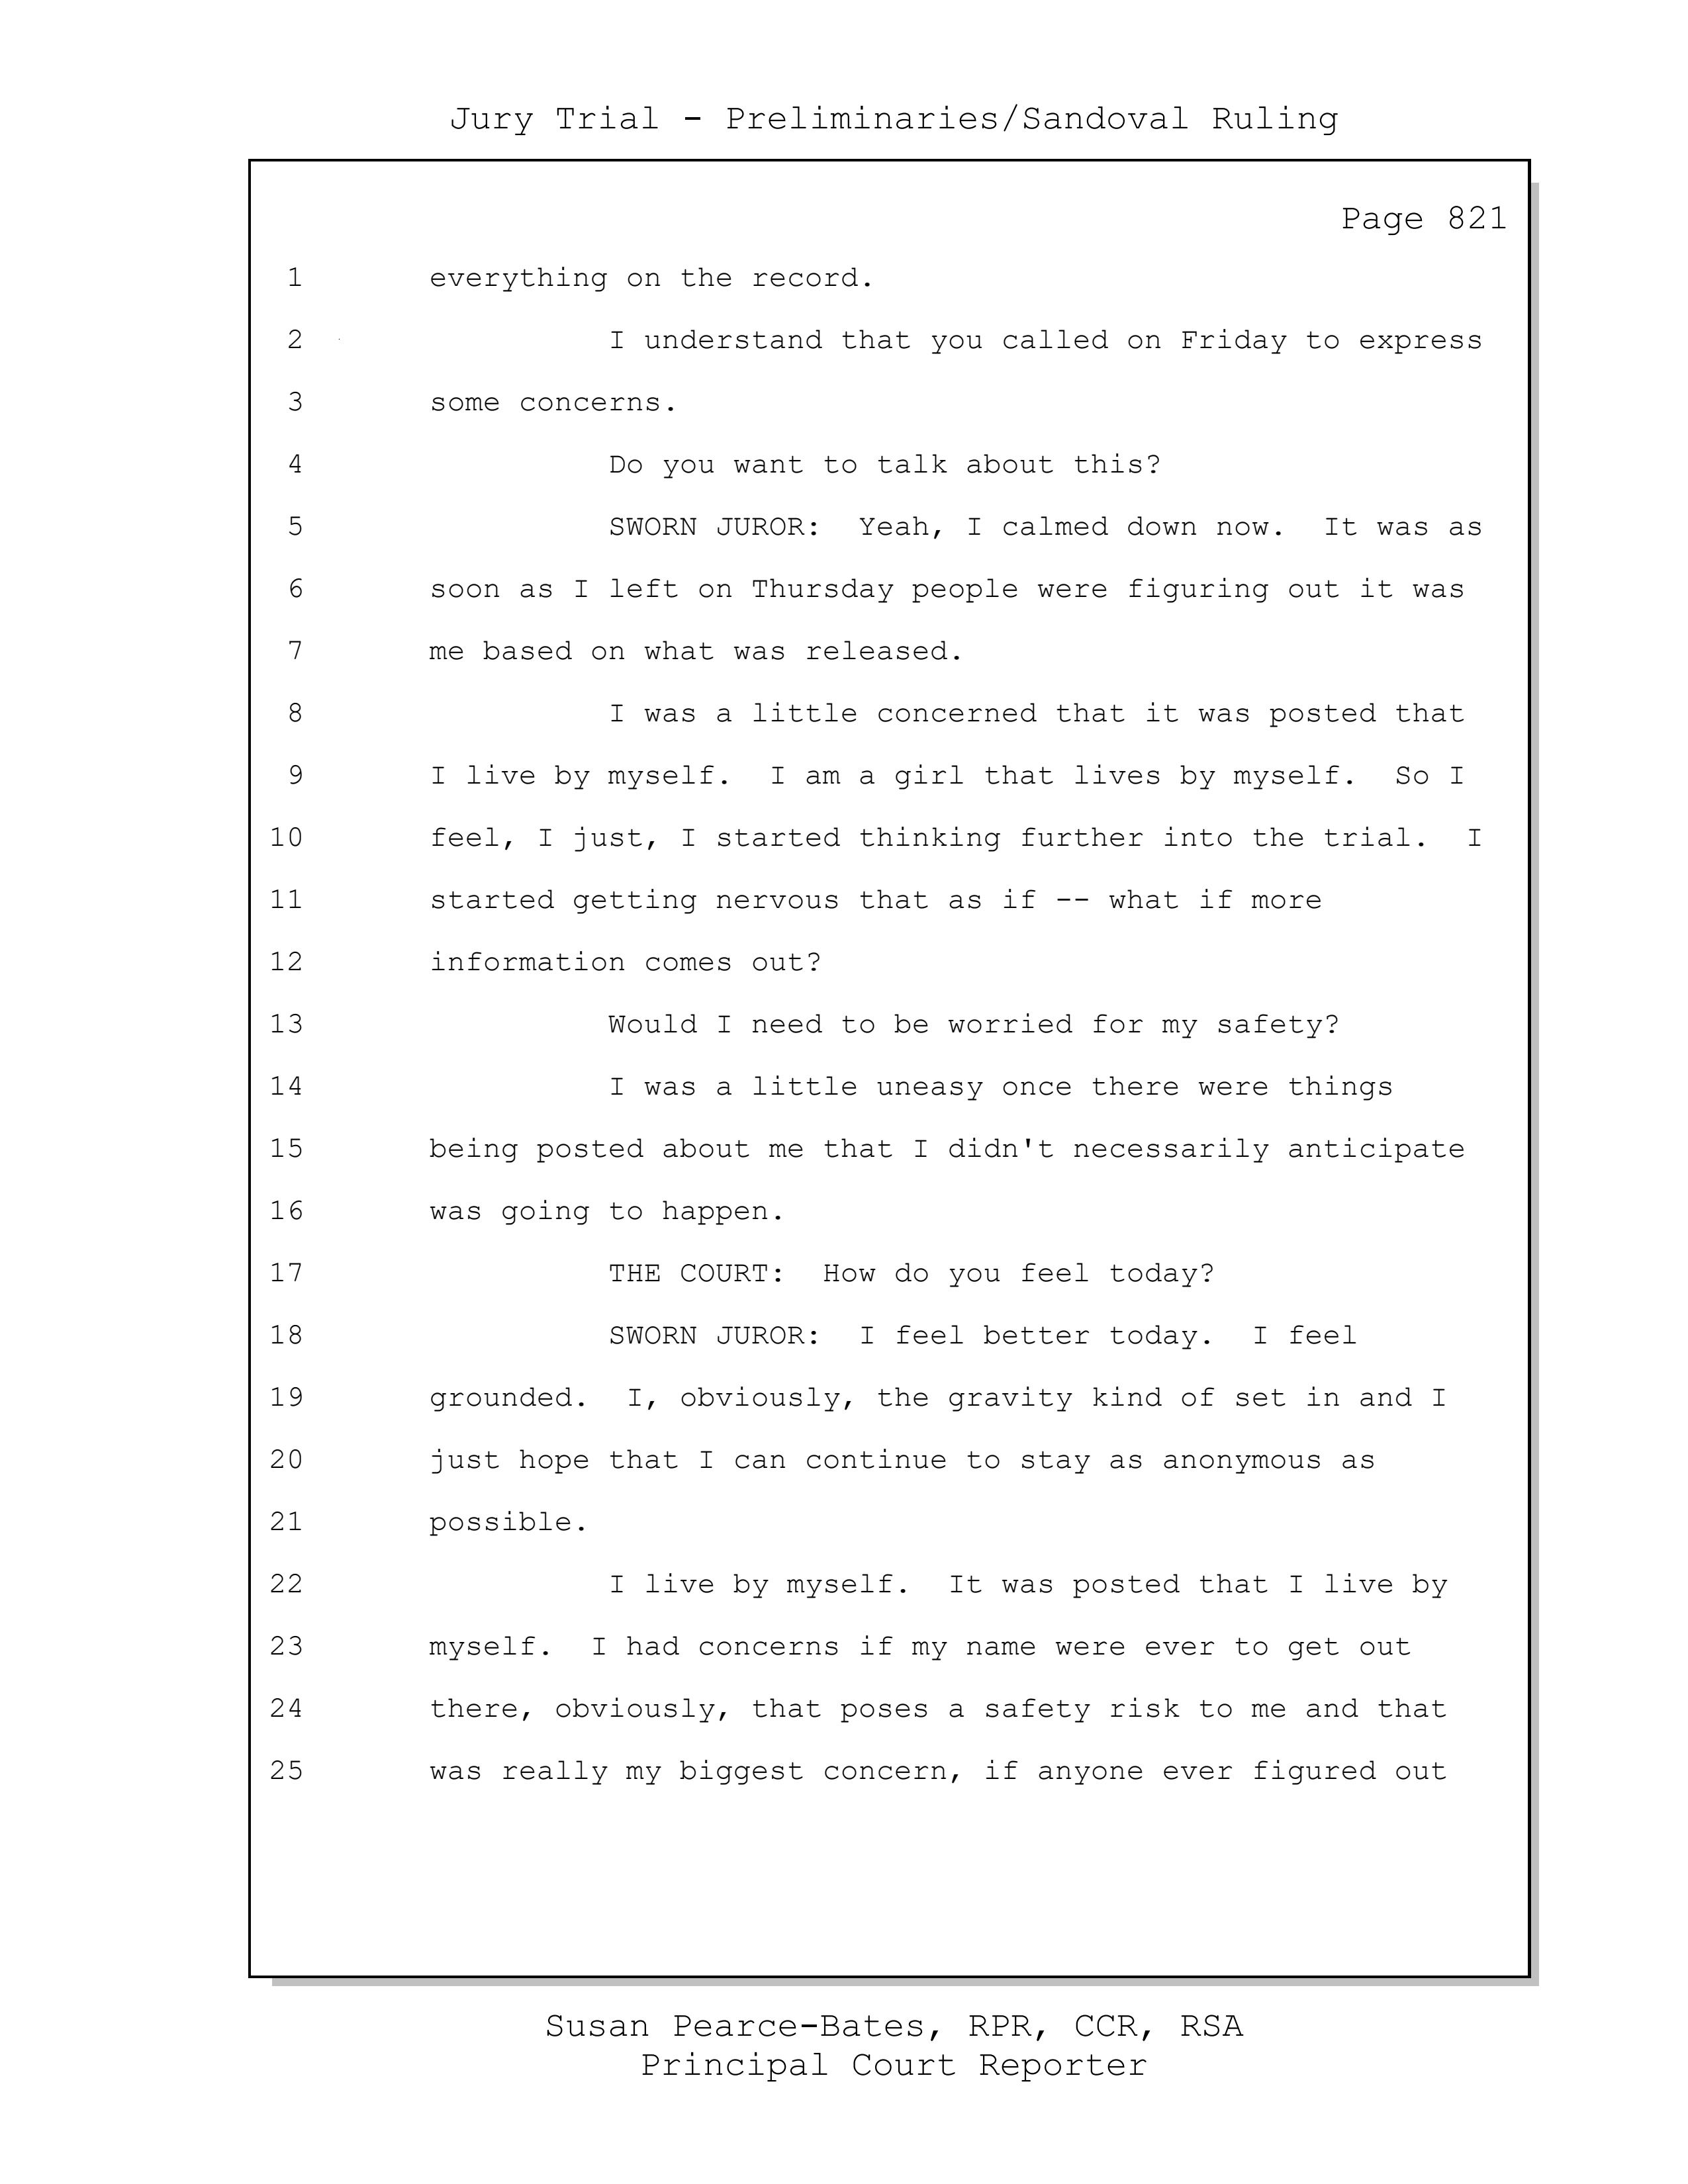 Jury Trial - Preliminaries/Sandoval Ruling
Page 821
1 everything on the record.
2 I understand that you called on Friday to express
3 some concerns.
4 Do you want to talk about this?
5 SWORN JUROR: Yeah, I calmed down now. It was as
6 soon as I left on Thursday people were figuring out it was
7 me based on what was released.
8 I was a little concerned that it was posted that
9 I live by myself. I am a girl that lives by myself. So I
10 feel, I just, I started thinking further into the trial. I
11 started getting nervous that as if -- what if more
12 information comes out?
13 Would I need to be worried for my safety?
14 I was a little uneasy once there were things
15 being posted about me that I didn't necessarily anticipate
16 was going to happen.
17 THE COURT: How do you feel today?
18 SWORN JUROR: I feel better today. I feel
19 grounded. I, obviously, the gravity kind of set in and I
20 just hope that I can continue to stay as anonymous as
21 possible.
22 I live by myself. It was posted that I live by
23 myself. I had concerns if my name were ever to get out
24 there, obviously, that poses a safety risk to me and that
25 was really my biggest concern, if anyone ever figured out
Susan Pearce-Bates, RPR, CCR, RSA
Principal Court Reporter